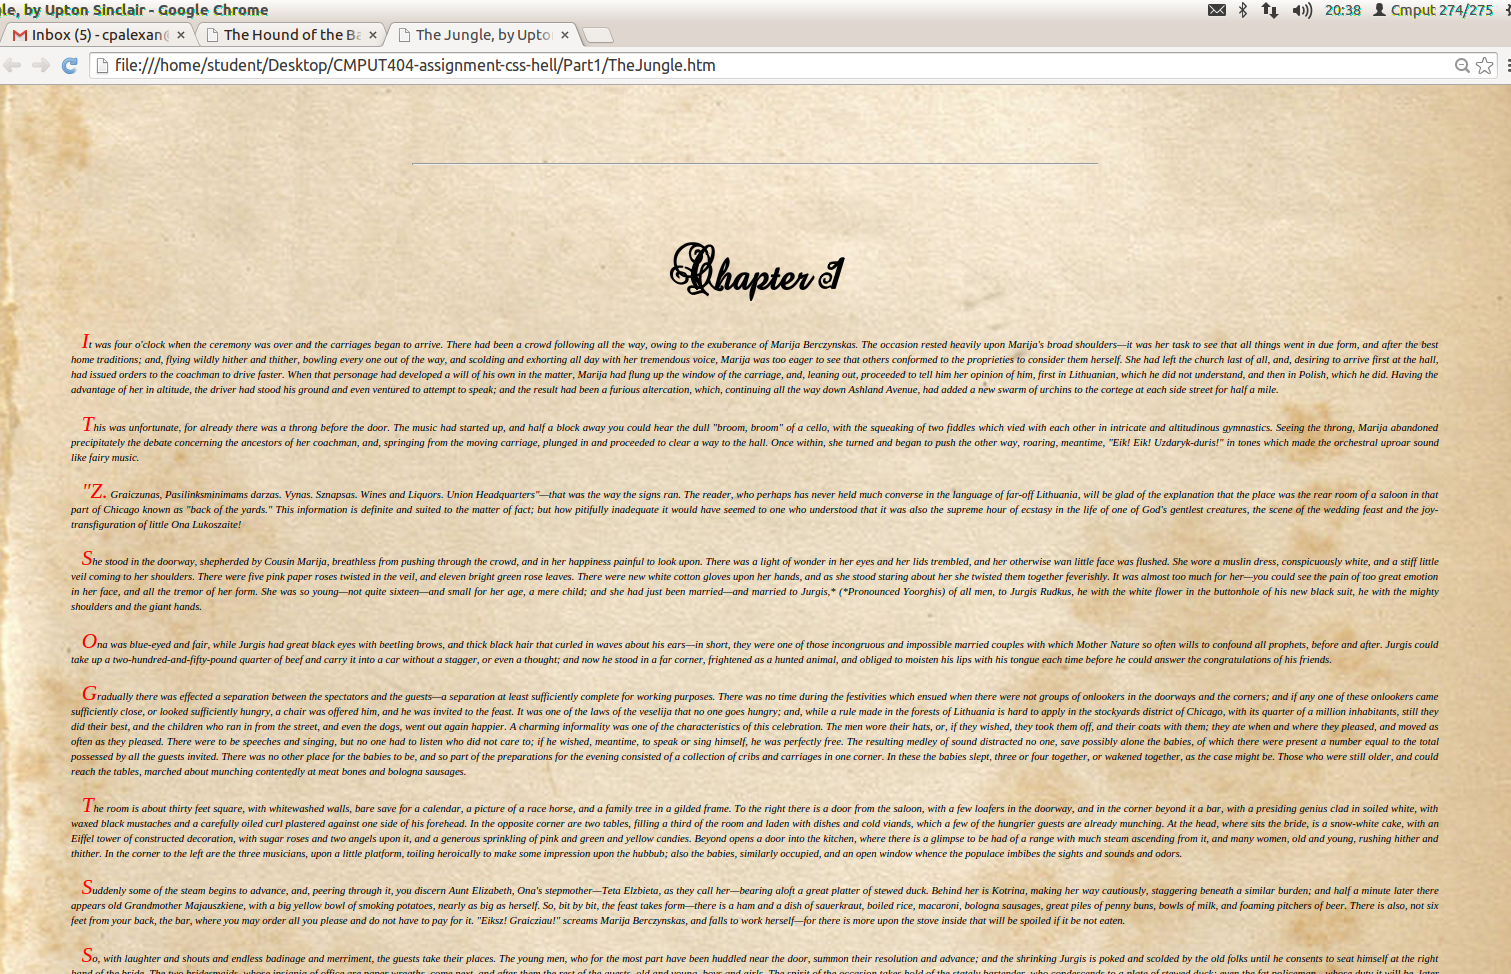 le, by Upton Sinclair - Google Chrome
20:38 Cmput 274/275
Inbox (5) - cpalexan@
The Hound of the Ba
The Jungle, by Upto
file:///home/student/Desktop/CMPUT404-assignment-css-hell/Part1/TheJungle.htm
Chapter 1
It was four o'clock when the ceremony was over and the carriages began to arrive. There had been a crowd following all the way, owing to the exuberance of Marija Berczynskas. The occasion rested heavily upon Marija's broad shoulders—it was her task to see that all things went in due form, and after the best
home traditions; and, flying wildly hither and thither, bowling every one out of the way, and scolding and exhorting all day with her tremendous voice, Marija was too eager to see that others conformed to the proprieties to consider them herself. She had left the church last of all, and, desiring to arrive first at the hall,
had issued orders to the coachman to drive faster. When that personage had developed a will of his own in the matter, Marija had flung up the window of the carriage, and, leaning out, proceeded to tell him her opinion of him, first in Lithuanian, which he did not understand, and then in Polish, which he did. Having the
advantage of her in altitude, the driver had stood his ground and even ventured to attempt to speak; and the result had been a furious altercation, which, continuing all the way down Ashland Avenue, had added a new swarm of urchins to the cortege at each side street for half a mile.
This was unfortunate, for already there was a throng before the door. The music had started up, and half a block away you could hear the dull "broom, broom" of a cello, with the squeaking of two fiddles which vied with each other in intricate and altitudinous gymnastics. Seeing the throng, Marija abandoned
precipitately the debate concerning the ancestors of her coachman, and, springing from the moving carriage, plunged in and proceeded to clear a way to the hall. Once within, she turned and began to push the other way, roaring, meantime, "Eik! Eik! Uzdaryk-duris!" in tones which made the orchestral uproar sound
like fairy music.
"Z. Graiczunas, Pasilinksminimams darzas. Vynas. Sznapsas. Wines and Liquors. Union Headquarters"—that was the way the signs ran. The reader, who perhaps has never held much converse in the language of far-off Lithuania, will be glad of the explanation that the place was the rear room of a saloon in that
part of Chicago known as "back of the yards." This information is definite and suited to the matter of fact; but how pitifully inadequate it would have seemed to one who understood that it was also the supreme hour of ecstasy in the life of one of God's gentlest creatures, the scene of the wedding feast and the joy-
transfiguration of little Ona Lukoszaite!
She stood in the doorway, shepherded by Cousin Marija, breathless from pushing through the crowd, and in her happiness painful to look upon. There was a light of wonder in her eyes and her lids trembled, and her otherwise wan little face was flushed. She wore a muslin dress, conspicuously white, and a stiff little
veil coming to her shoulders. There were five pink paper roses twisted in the veil, and eleven bright green rose leaves. There were new white cotton gloves upon her hands, and as she stood staring about her she twisted them together feverishly. It was almost too much for her—you could see the pain of too great emotion
in her face, and all the tremor of her form. She was so young—not quite sixteen—and small for her age, a mere child; and she had just been married—and married to Jurgis,* (*Pronounced Yoorghis) of all men, to Jurgis Rudkus, he with the white flower in the buttonhole of his new black suit, he with the mighty
shoulders and the giant hands.
Ona was blue-eyed and fair, while Jurgis had great black eyes with beetling brows, and thick black hair that curled in waves about his ears—in short, they were one of those incongruous and impossible married couples with which Mother Nature so often wills to confound all prophets, before and after. Jurgis could
take up a two-hundred-and-fifty-pound quarter of beef and carry it into a car without a stagger, or even a thought; and now he stood in a far corner, frightened as a hunted animal, and obliged to moisten his lips with his tongue each time before he could answer the congratulations of his friends.
Gradually there was effected a separation between the spectators and the guests—a separation at least sufficiently complete for working purposes. There was no time during the festivities which ensued when there were not groups of onlookers in the doorways and the corners; and if any one of these onlookers came
sufficiently close, or looked sufficiently hungry, a chair was offered him, and he was invited to the feast. It was one of the laws of the veselija that no one goes hungry; and, while a rule made in the forests of Lithuania is hard to apply in the stockyards district of Chicago, with its quarter of a million inhabitants, still they
did their best, and the children who ran in from the street, and even the dogs, went out again happier. A charming informality was one of the characteristics of this celebration. The men wore their hats, or, if they wished, they took them off, and their coats with them; they ate when and where they pleased, and moved as
often as they pleased. There were to be speeches and singing, but no one had to listen who did not care to; if he wished, meantime, to speak or sing himself, he was perfectly free. The resulting medley of sound distracted no one, save possibly alone the babies, of which there were present a number equal to the total
possessed by all the guests invited. There was no other place for the babies to be, and so part of the preparations for the evening consisted of a collection of cribs and carriages in one corner. In these the babies slept, three or four together, or wakened together, as the case might be. Those who were still older, and could
reach the tables, marched about munching contentedly at meat bones and bologna sausages.
The room is about thirty feet square, with whitewashed walls, bare save for a calendar, a picture of a race horse, and a family tree in a gilded frame. To the right there is a door from the saloon, with a few loafers in the doorway, and in the corner beyond it a bar, with a presiding genius clad in soiled white, with
waxed black mustaches and a carefully oiled curl plastered against one side of his forehead. In the opposite corner are two tables, filling a third of the room and laden with dishes and cold viands, which a few of the hungrier guests are already munching. At the head, where sits the bride, is a snow-white cake, with an
Eiffel tower of constructed decoration, with sugar roses and two angels upon it, and a generous sprinkling of pink and green and yellow candies. Beyond opens a door into the kitchen, where there is a glimpse to be had of a range with much steam ascending from it, and many women, old and young, rushing hither and
thither. In the corner to the left are the three musicians, upon a little platform, toiling heroically to make some impression upon the hubbub; also the babies, similarly occupied, and an open window whence the populace imbibes the sights and sounds and odors.
Suddenly some of the steam begins to advance, and, peering through it, you discern Aunt Elizabeth, Ona's stepmother—Teta Elzbieta, as they call her—bearing aloft a great platter of stewed duck. Behind her is Kotrina, making her way cautiously, staggering beneath a similar burden; and half a minute later there
appears old Grandmother Majauszkiene, with a big yellow bowl of smoking potatoes, nearly as big as herself. So, bit by bit, the feast takes form—there is a ham and a dish of sauerkraut, boiled rice, macaroni, bologna sausages, great piles of penny buns, bowls of milk, and foaming pitchers of beer. There is also, not six
feet from your back, the bar, where you may order all you please and do not have to pay for it. "Eiksz! Graicziau!" screams Marija Berczynskas, and falls to work herself—for there is more upon the stove inside that will be spoiled if it be not eaten.
So, with laughter and shouts and endless badinage and merriment, the guests take their places. The young men, who for the most part have been huddled near the door, summon their resolution and advance; and the shrinking Jurgis is poked and scolded by the old folks until he consents to seat himself at the right
hand of the bride. The two bridesmaids, whose insignia of office are paper wreaths, come next, and after them the rest of the guests, old and young, boys and girls. The spirit of the occasion takes hold of the stately bartender, who condescends to a plate of stewed duck; even the fat policeman—whose duty it will be, later